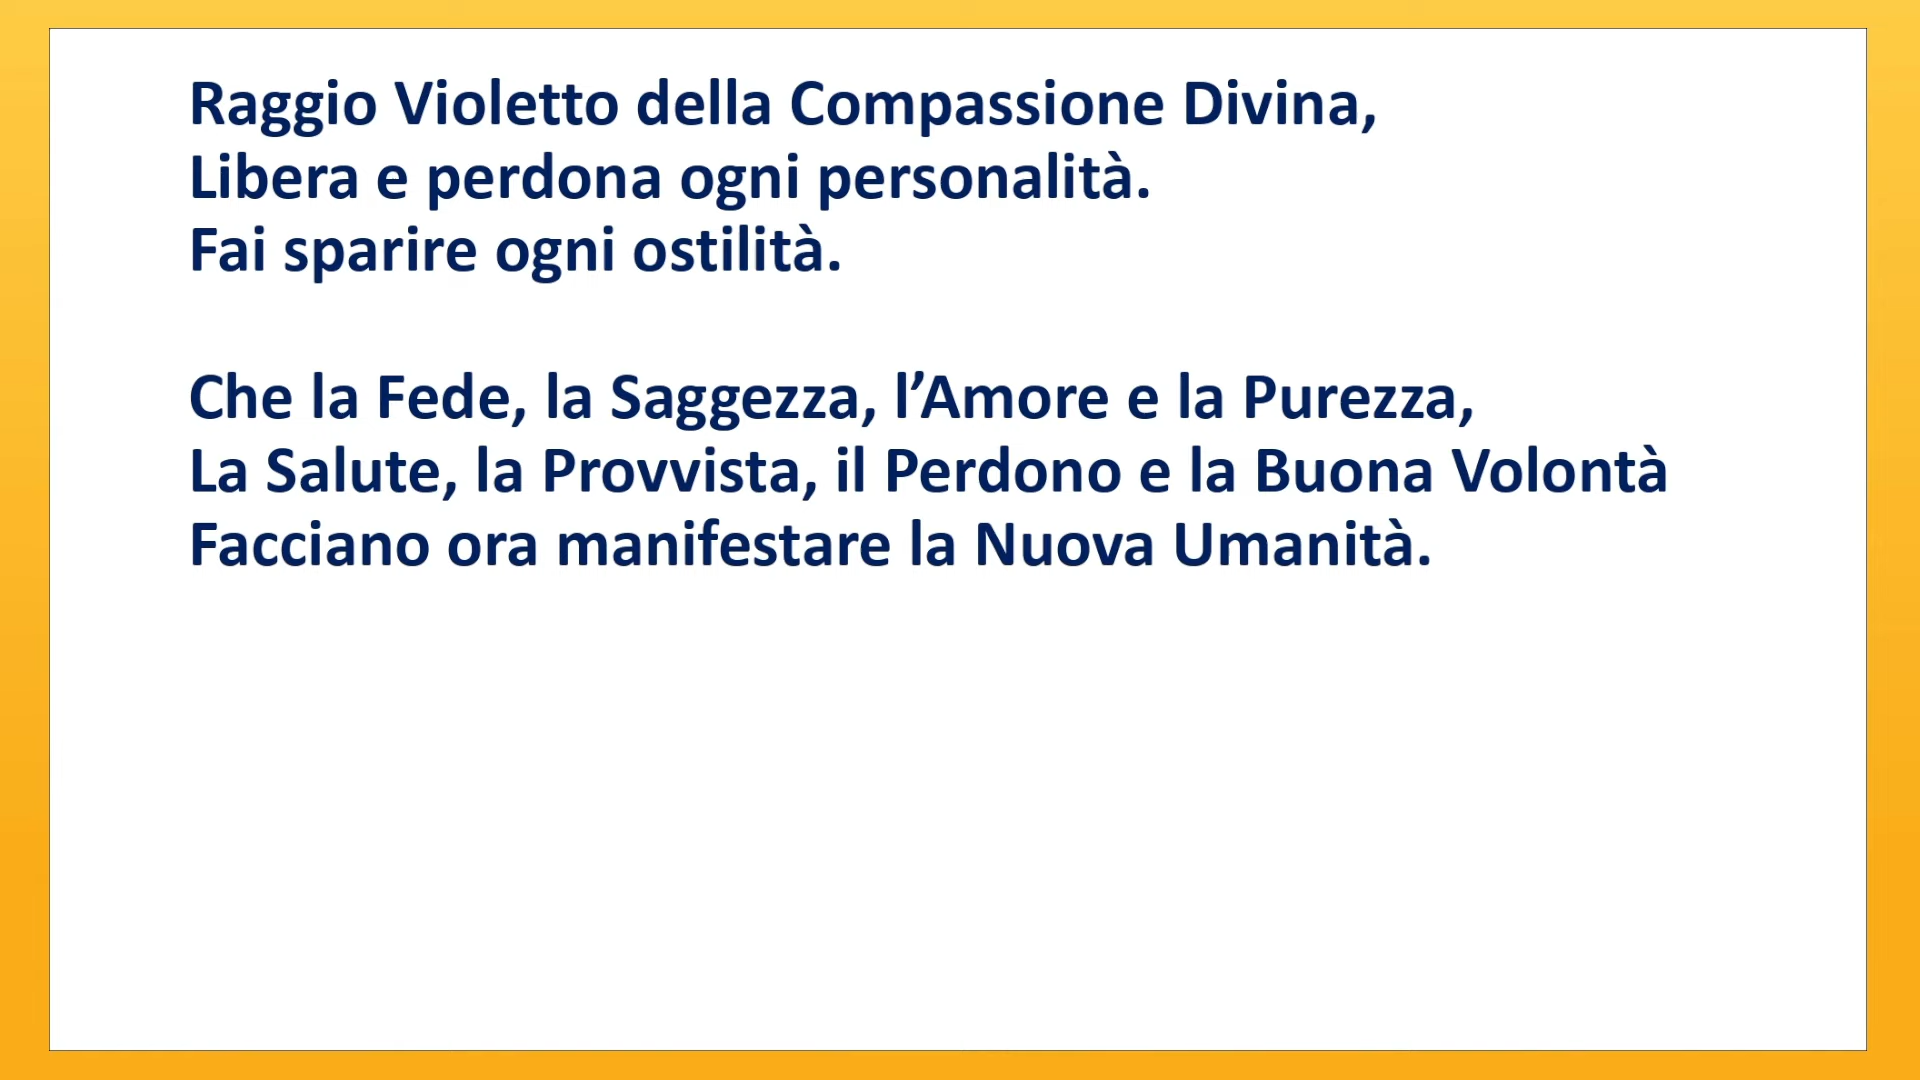 Raggio Violetto della Compassione Divina,
Libera e perdona ogni personalità.
Fai sparire ogni ostilità.
Che la Fede, la Saggezza, l’Amore e la Purezza,
La Salute, la Provvista, il Perdono e la Buona Volontà
Facciano ora manifestare la Nuova Umanità.